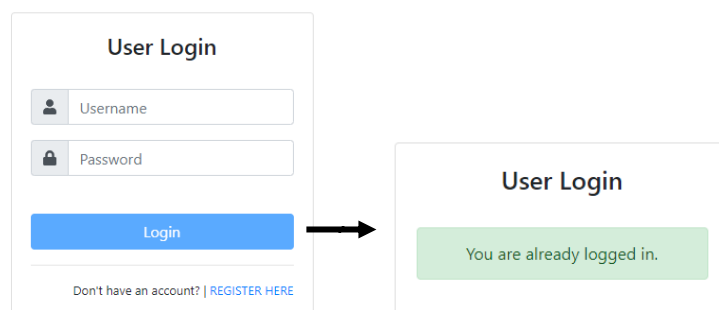 User Login
Username
Password
Login
Don't have an account? | REGISTER HERE
User Login
You are already logged in.